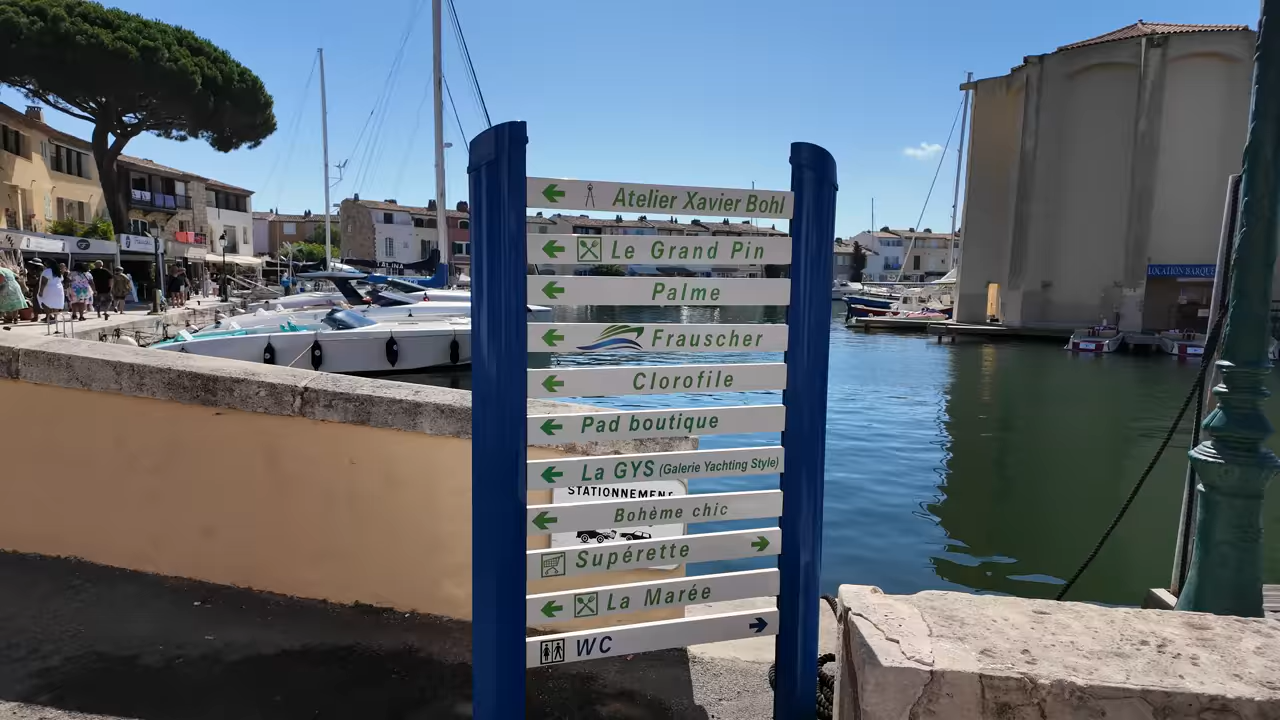 Atelier Xavier Bohl
Le Grand Pin
Palme
Frauscher
Clorofile
Pad boutique
La GYS (Galerie Yachting Style)
STATIONNEMENT
Bohème chic
Supérette
La Marée
WC
LOCATION BARQUE